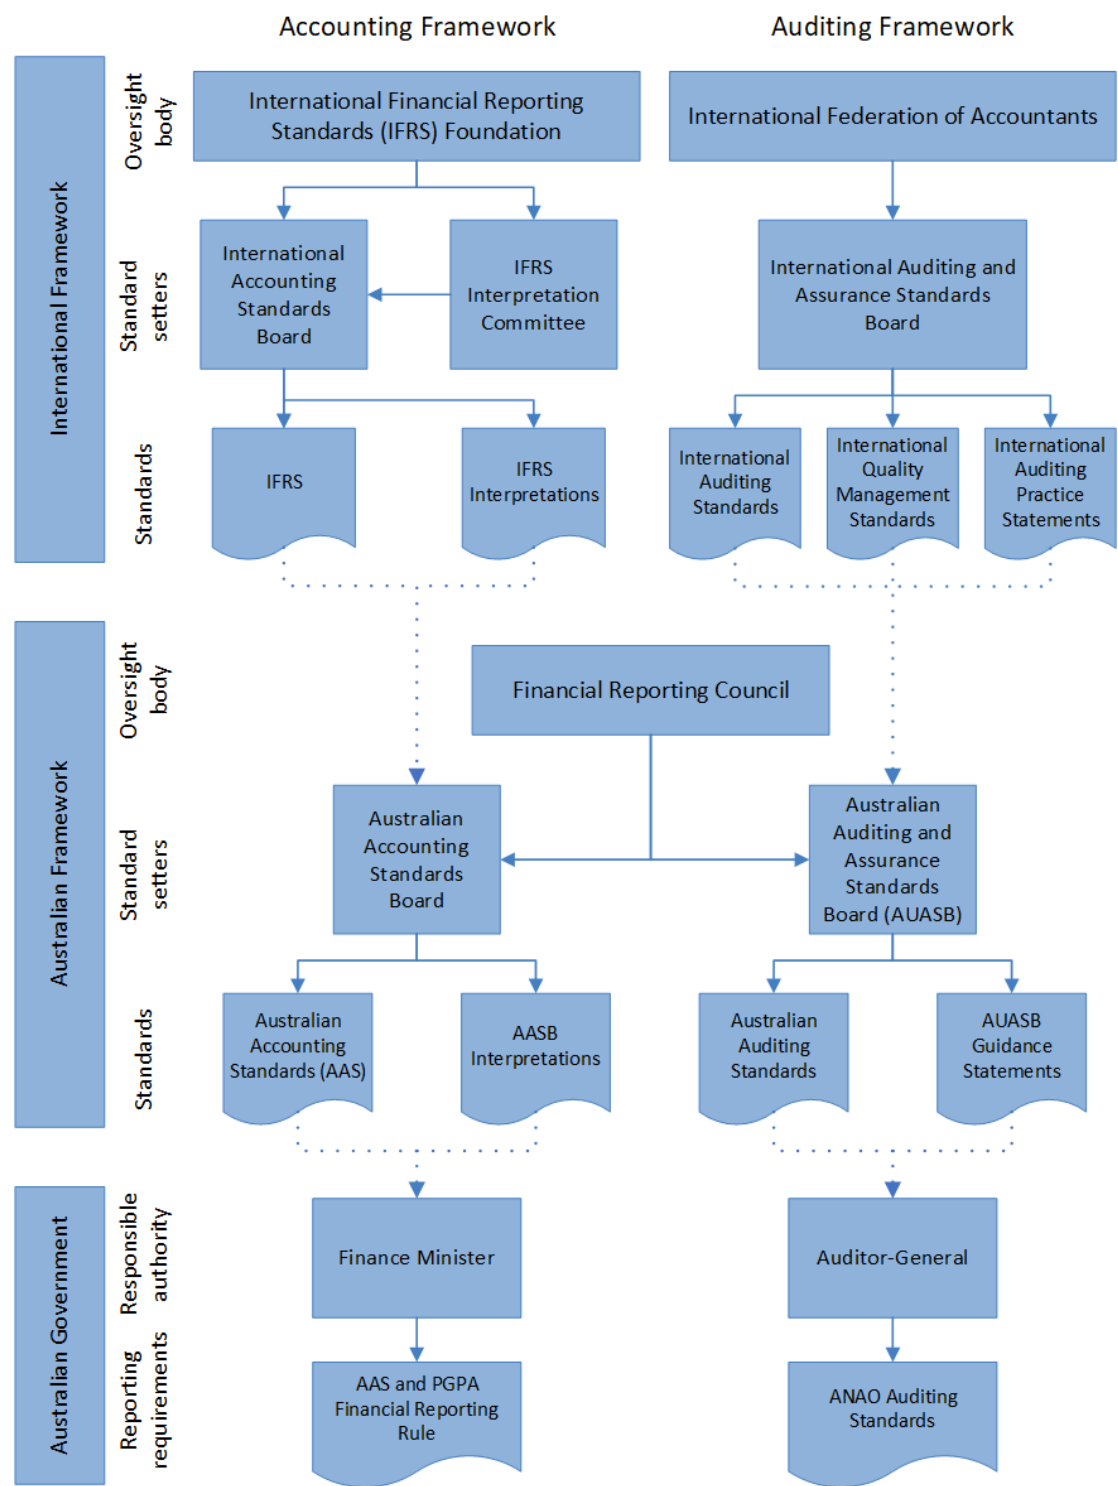 Accounting Framework
Auditing Framework
International Framework
Oversight
body
International Financial Reporting
Standards (IFRS) Foundation
International Federation of Accountants
Standard
setters
International
Accounting
Standards
Board
IFRS
Interpretation
Committee
International Auditing and
Assurance Standards
Board
Standards
IFRS
IFRS
Interpretations
International
Auditing
Standards
International
Quality
Management
Standards
International
Auditing
Practice
Statements
Australian Framework
Oversight
body
Financial Reporting Council
Standard
setters
Australian
Accounting
Standards
Board
Australian
Auditing and
Assurance
Standards
Board (AUASB)
Standards
Australian
Accounting
Standards (AAS)
AASB
Interpretations
Australian
Auditing
Standards
AUASB
Guidance
Statements
Australian Government
Responsible
authority
Finance Minister
Auditor-General
Reporting
requirements
AAS and PGPA
Financial Reporting
Rule
ANAO Auditing
Standards